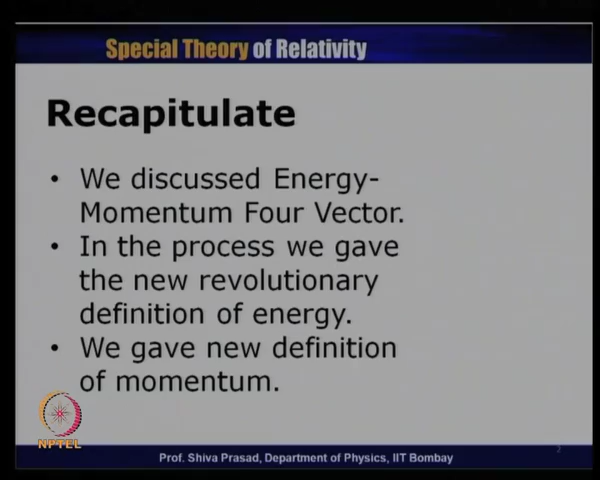 Special Theory of Relativity
Recapitulate
• We discussed Energy-
Momentum Four Vector.
• In the process we gave
the new revolutionary
definition of energy.
• We gave new definition
of momentum.
NPTEL
Prof. Shiva Prasad, Department of Physics, IIT Bombay
2